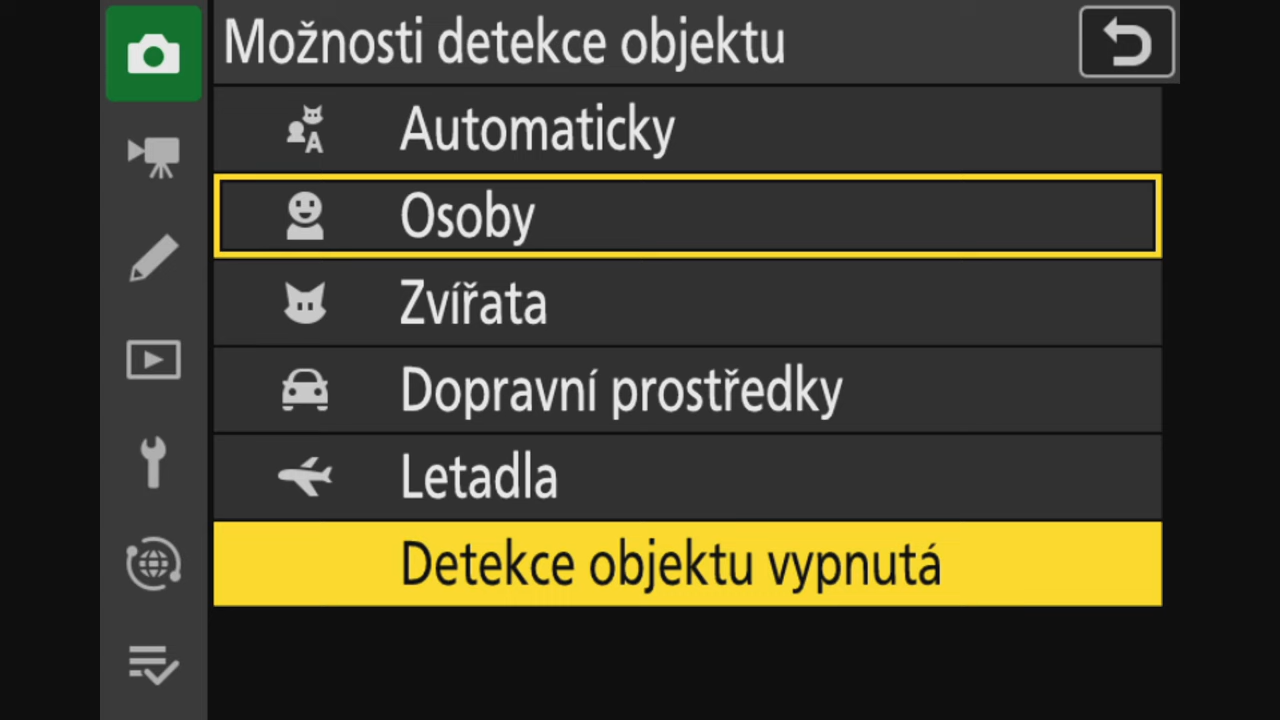 Možnosti detekce objektu
Automaticky
Osoby
Zvířata
Dopravní prostředky
Letadla
Detekce objektu vypnutá